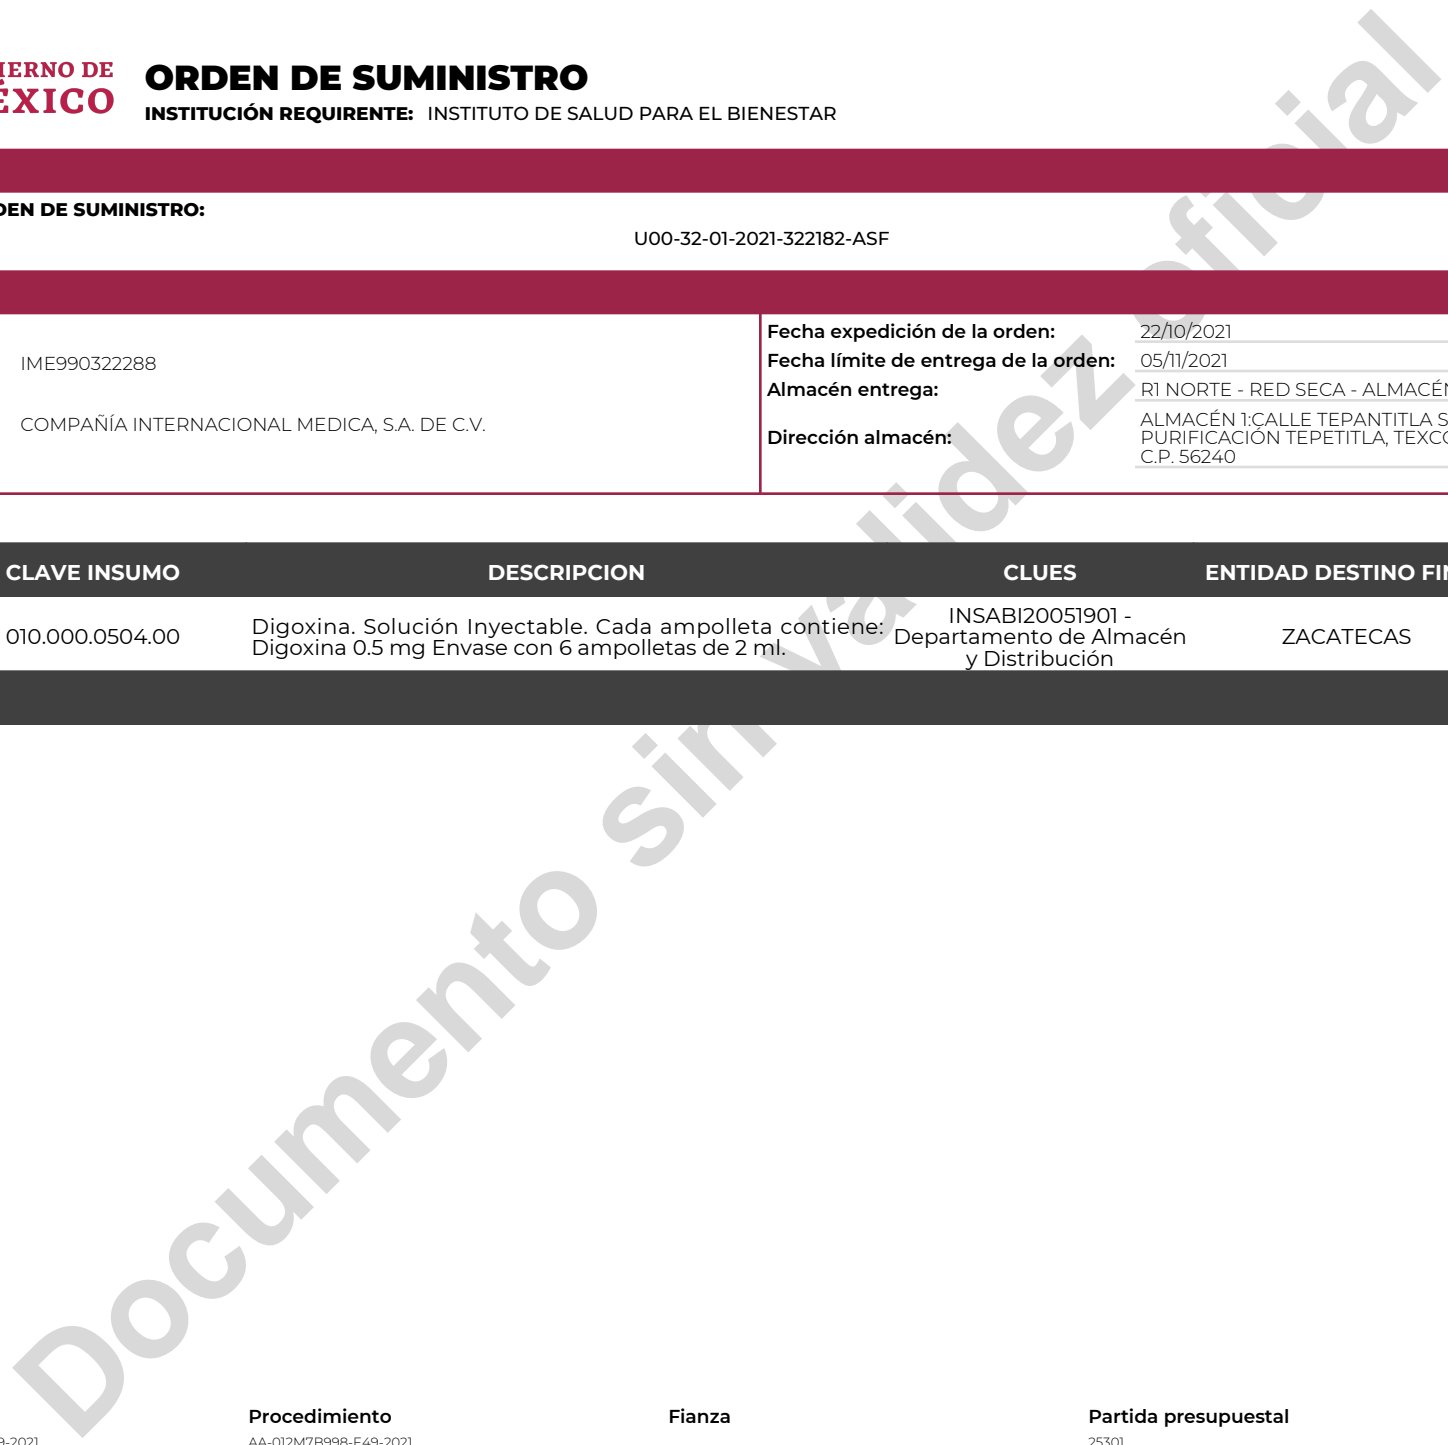 IERNO DE
ÉXICO
ORDEN DE SUMINISTRO
INSTITUCIÓN REQUIRENTE: INSTITUTO DE SALUD PARA EL BIENESTAR
DEN DE SUMINISTRO:
U00-32-01-2021-322182-ASF
IME990322288
COMPAÑÍA INTERNACIONAL MEDICA, S.A. DE C.V.
Fecha expedición de la orden: 22/10/2021
Fecha límite de entrega de la orden: 05/11/2021
Almacén entrega: R1 NORTE - RED SECA - ALMACÉN
Dirección almacén:
ALMACÉN 1:CALLE TEPANTITLA S
PURIFICACIÓN TEPETITLA, TEXCO
C.P. 56240
CLAVE INSUMO DESCRIPCION CLUES ENTIDAD DESTINO FIN
010.000.0504.00
Digoxina. Solución Inyectable. Cada ampolleta contiene:
Digoxina 0.5 mg Envase con 6 ampolletas de 2 ml.
INSABI20051901 -
Departamento de Almacén
y Distribución
ZACATECAS
Documento sin validez oficial
Procedimiento Fianza Partida presupuestal
9-2021 AA-012M7B998-E49-2021 25301